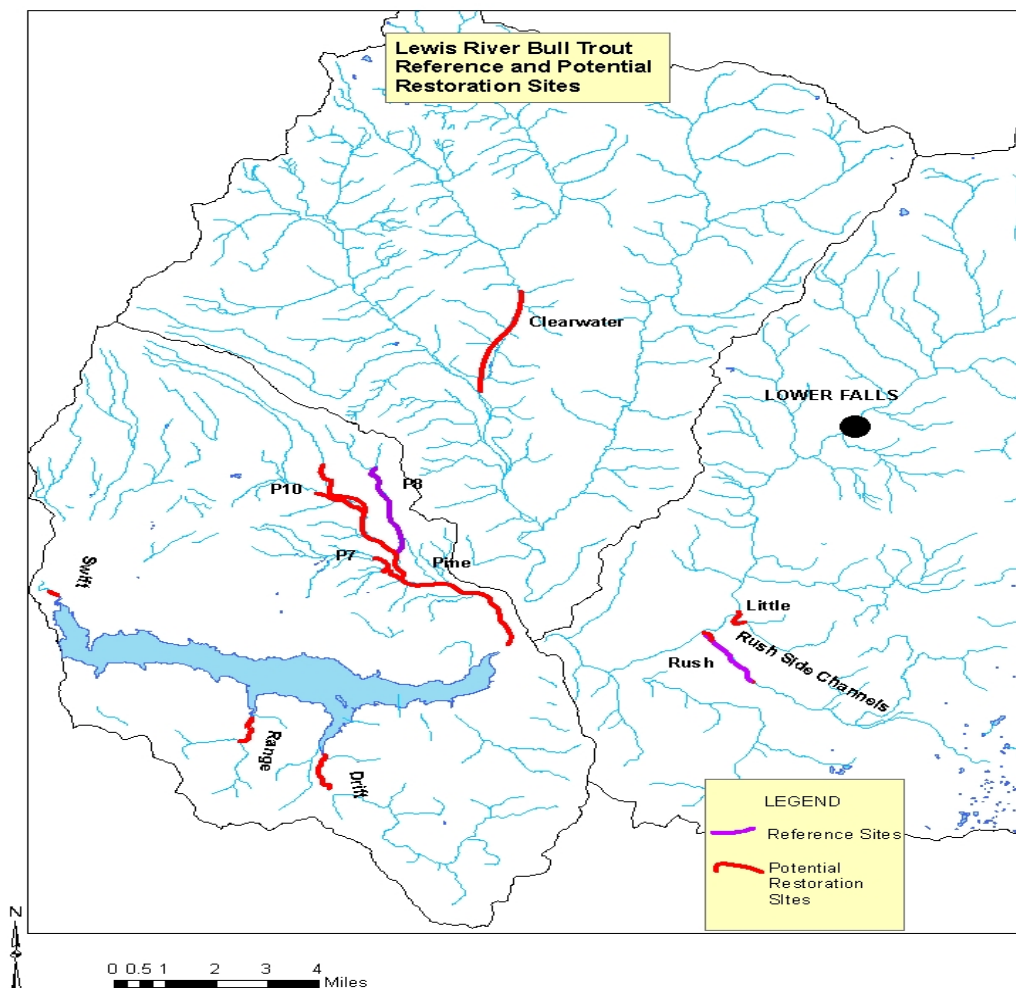 Lewis River Bull Trout
Reference and Potential
Restoration Sites
Clearwater
LOWER FALLS
P8
P10
P7
Pine
Swift
Little
Rush Side Channels
Rush
Range
Drift
LEGEND
Reference Sites
Potential
Restoration
SItes
N
0 0.5 1 2 3 4
Miles